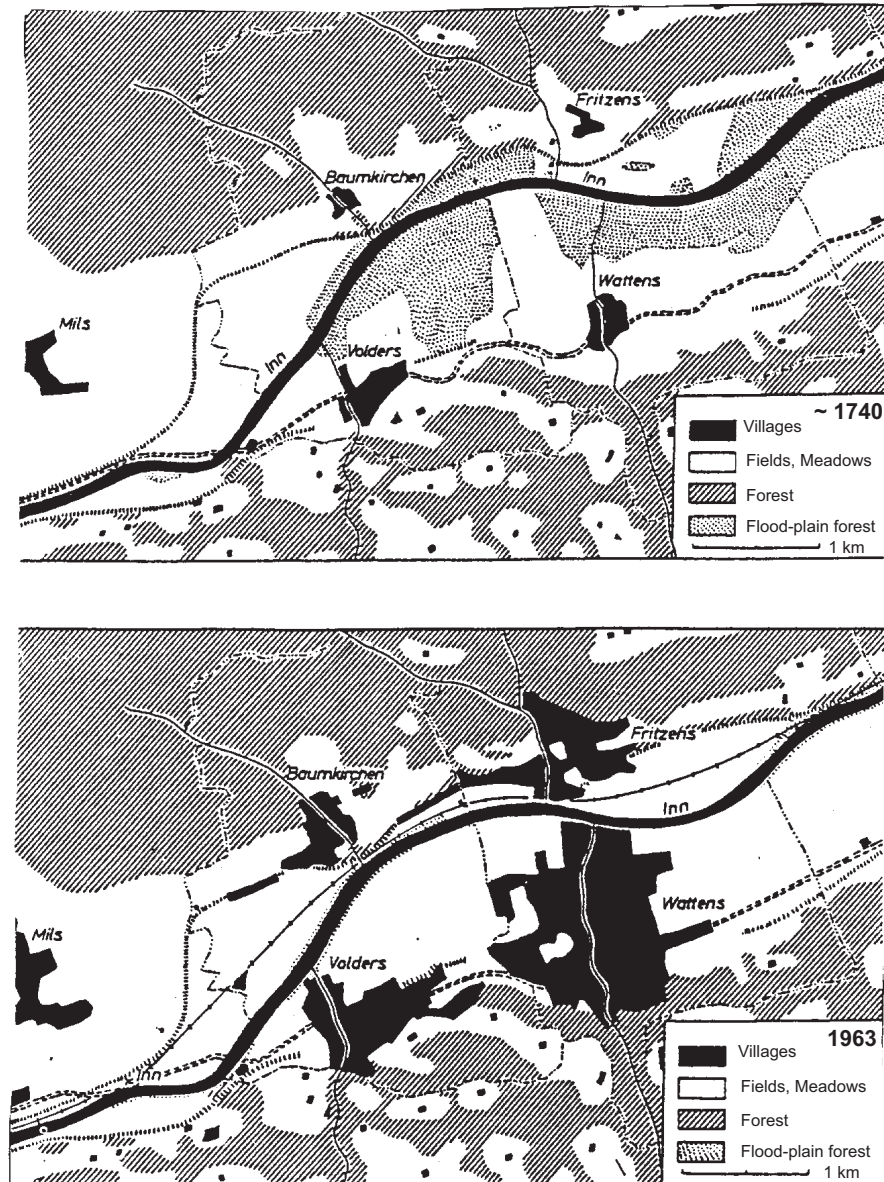 Fritzens
Inn
Baumkirchen
Wattens
Mils
Volders
Inn
~ 1740
Villages
Fields, Meadows
Forest
Flood-plain forest
1 km
Fritzens
Baumkirchen
Inn
Wattens
Mils
Volders
Inn
1963
Villages
Fields, Meadows
Forest
Flood-plain forest
1 km